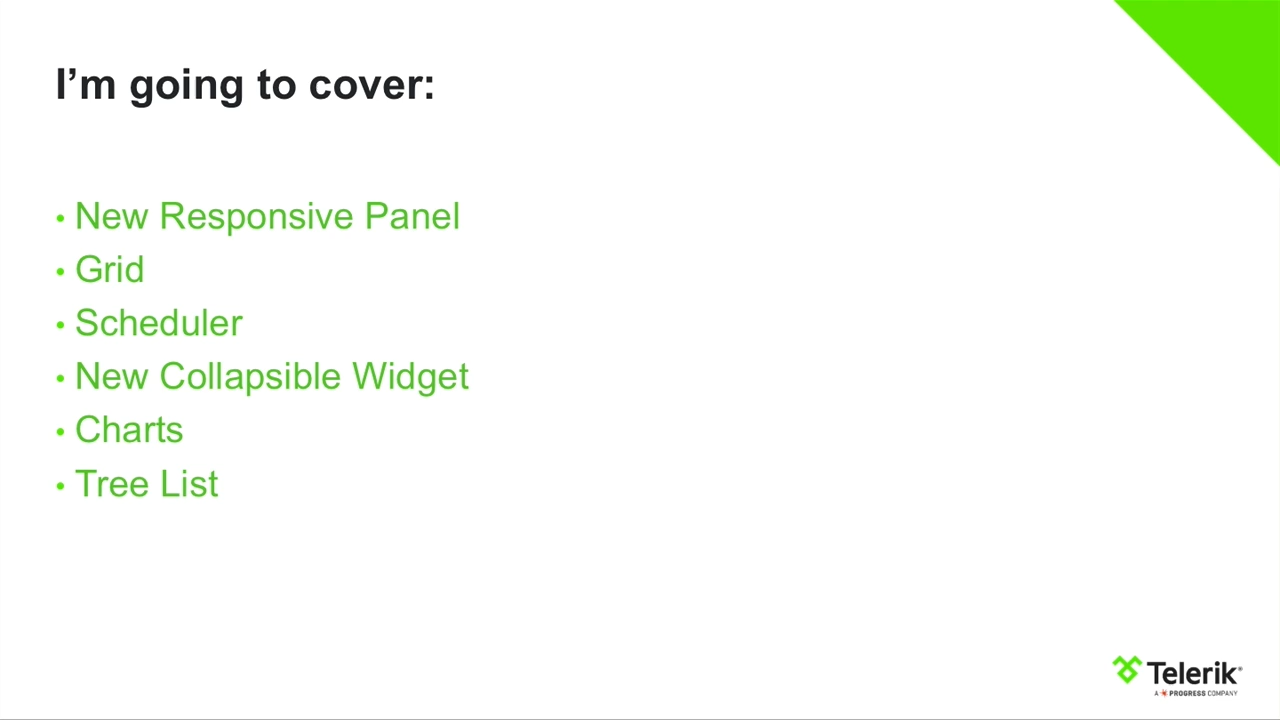 I’m going to cover:
• New Responsive Panel
• Grid
• Scheduler
• New Collapsible Widget
• Charts
• Tree List
Telerik®
A PROGRESS COMPANY